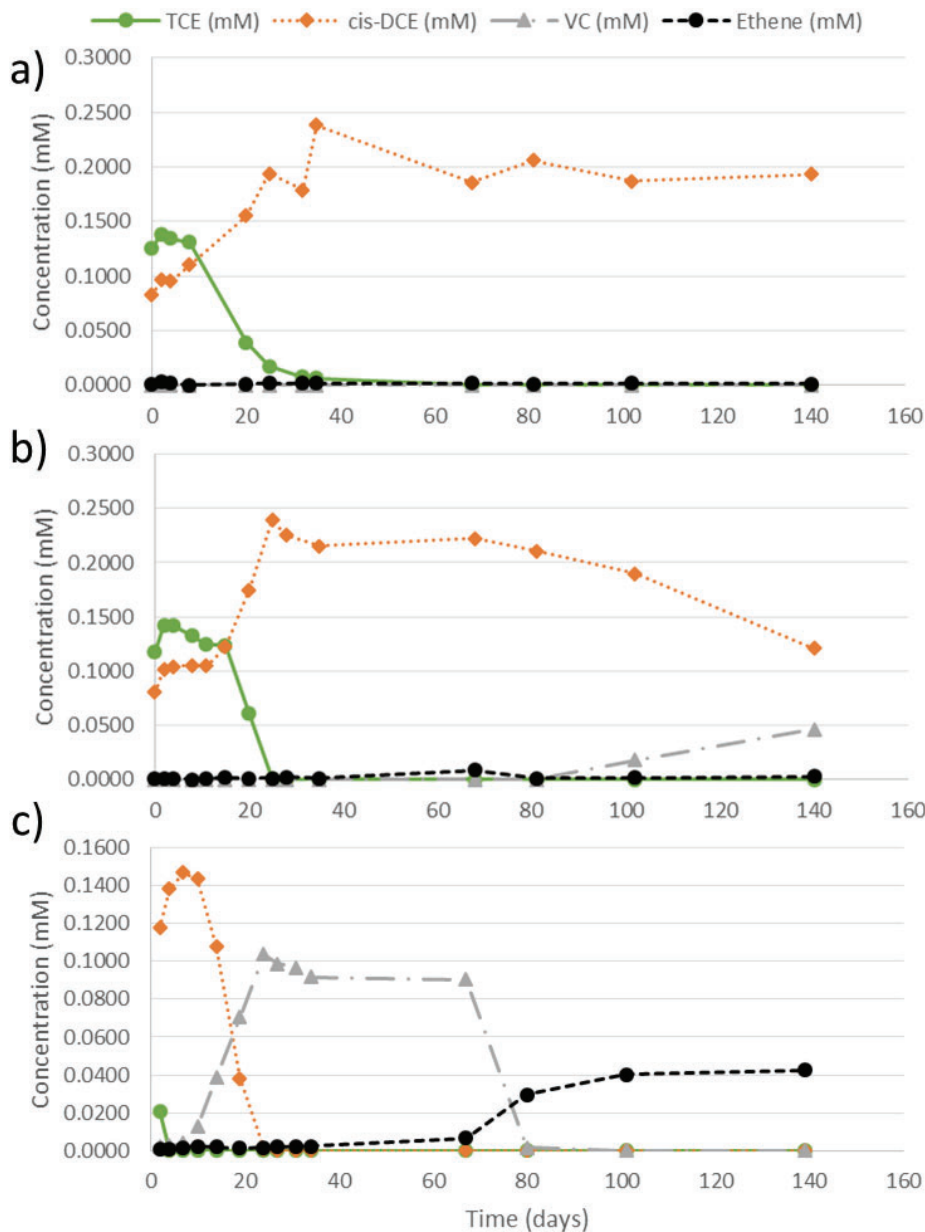 TCE (mM) cis-DCE (mM) VC (mM) Ethene (mM)
a)
Concentration (mM)
0.3000
0.2500
0.2000
0.1500
0.1000
0.0500
0.0000
0 20 40 60 80 100 120 140 160
b)
Concentration (mM)
0.3000
0.2500
0.2000
0.1500
0.1000
0.0500
0.0000
0 20 40 60 80 100 120 140 160
c)
Concentration (mM)
0.1600
0.1400
0.1200
0.1000
0.0800
0.0600
0.0400
0.0200
0.0000
0 20 40 60 80 100 120 140 160
Time (days)